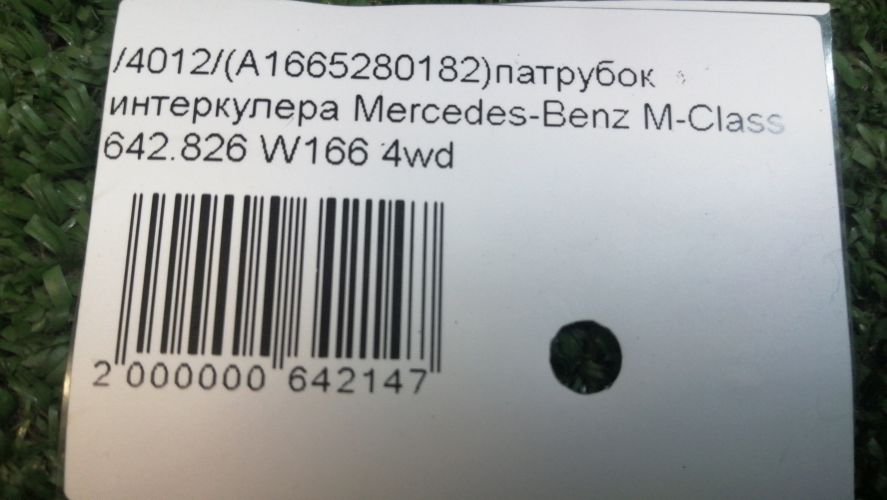 /4012/(A1665280182)патрубок
интеркулера Mercedes-Benz M-Class
642.826 W166 4wd
2 000000 642147